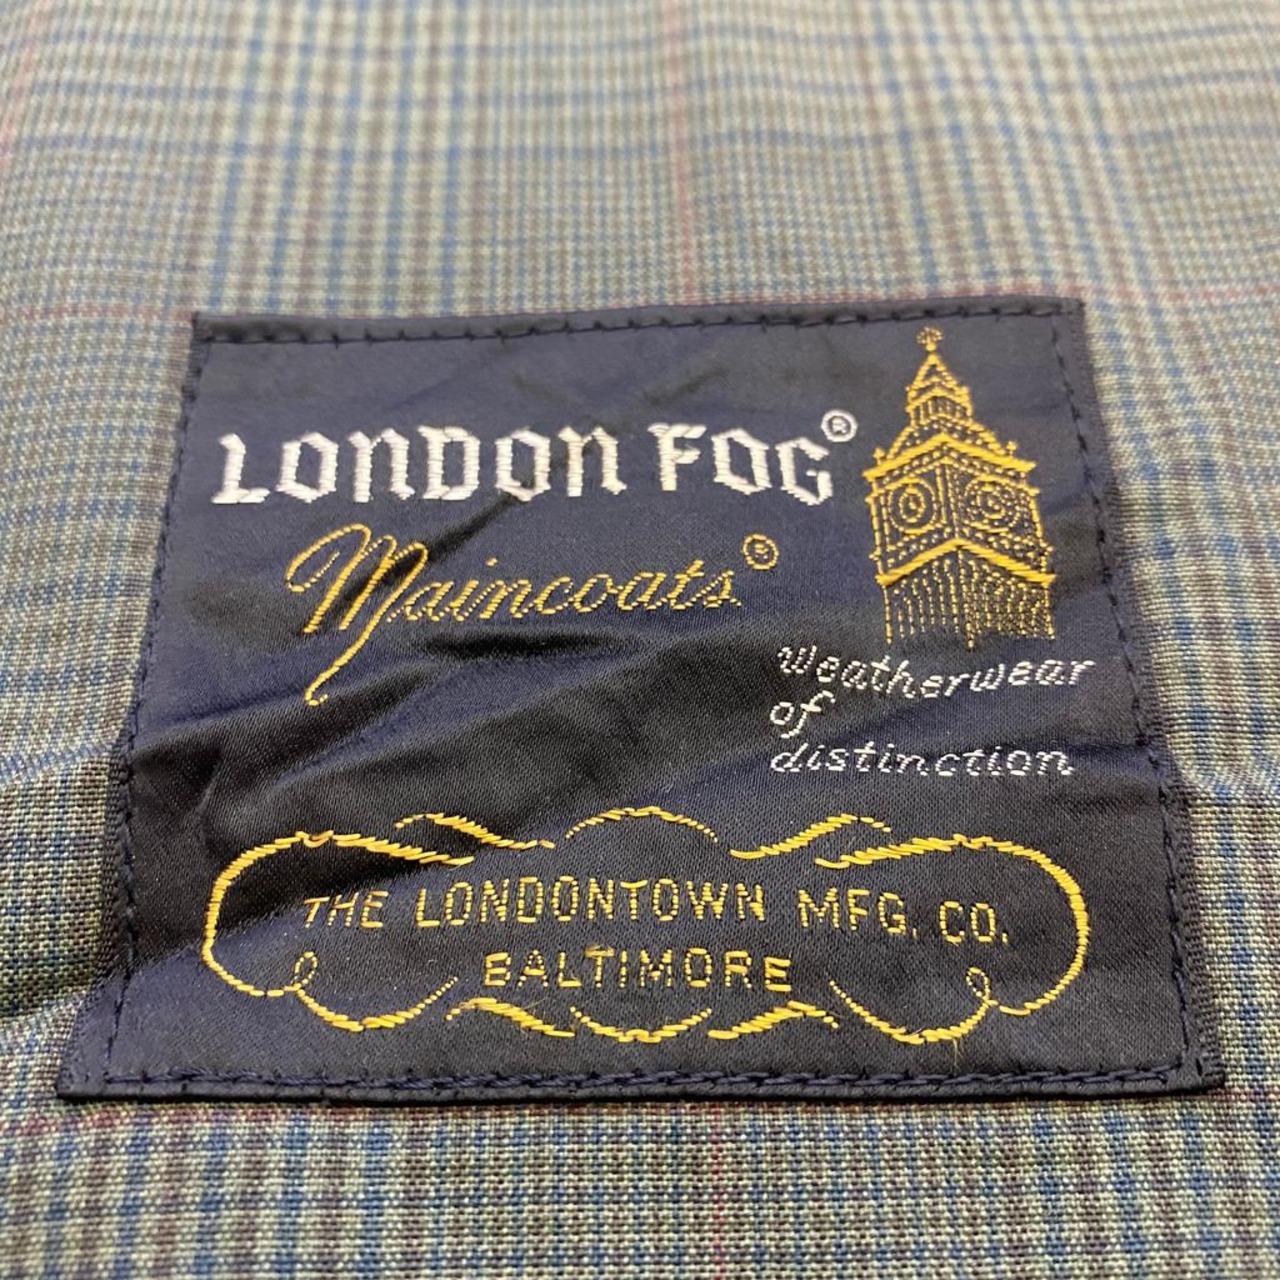 LONDON FOG®
Maincoats®
weatherwear
of
distinction
THE LONDONTOWN MFG. CO.
BALTIMORE